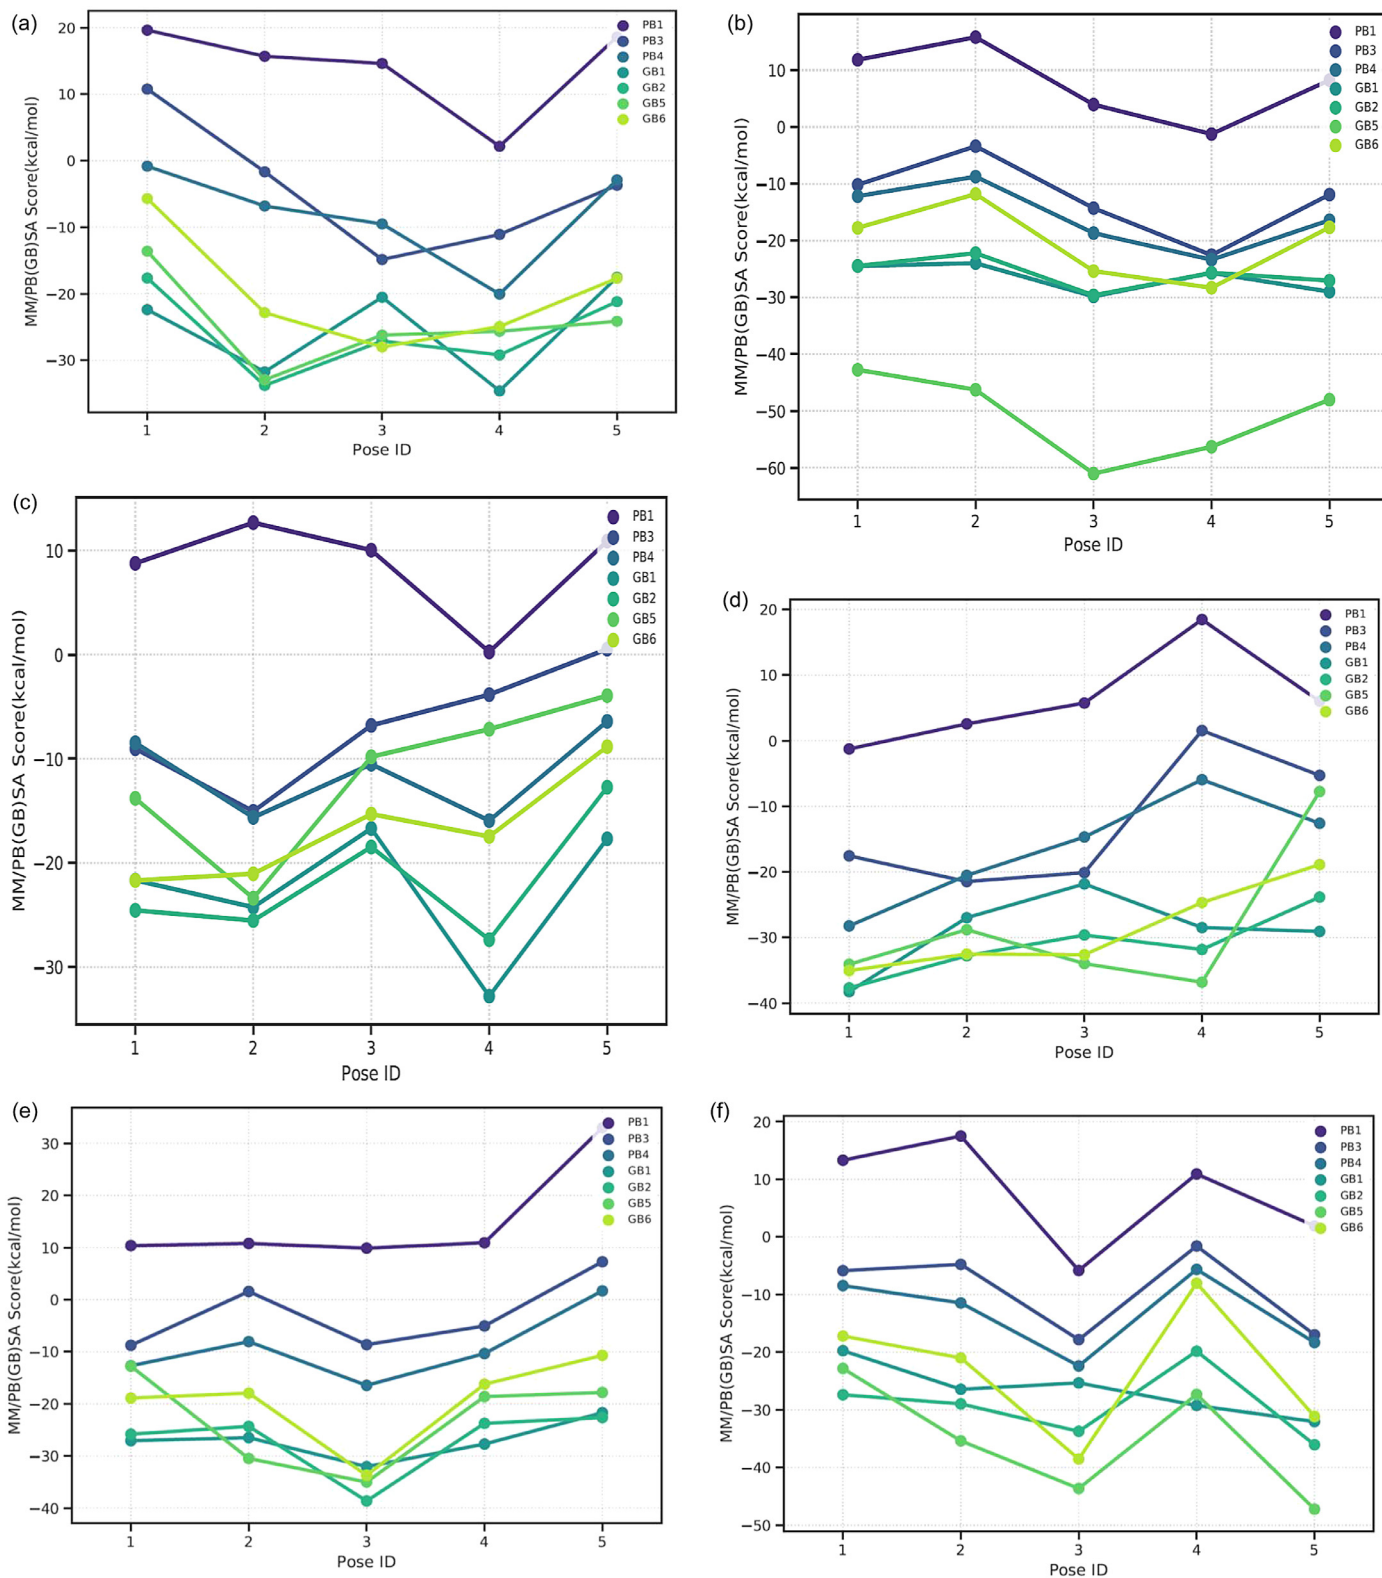 (a)
MM/PB(GB)SA Score(kcal/mol)
20
10
0
−10
−20
−30
1 2 3 4 5
Pose ID
PB1
PB3
PB4
GB1
GB2
GB5
GB6
(b)
MM/PB(GB)SA Score(kcal/mol)
10
0
−10
−20
−30
−40
−50
−60
1 2 3 4 5
Pose ID
PB1
PB3
PB4
GB1
GB2
GB5
GB6
(c)
MM/PB(GB)SA Score(kcal/mol)
10
0
−10
−20
−30
1 2 3 4 5
Pose ID
PB1
PB3
PB4
GB1
GB2
GB5
GB6
(d)
MM/PB(GB)SA Score(kcal/mol)
20
10
0
−10
−20
−30
−40
1 2 3 4 5
Pose ID
PB1
PB3
PB4
GB1
GB2
GB5
GB6
(e)
MM/PB(GB)SA Score(kcal/mol)
30
20
10
0
−10
−20
−30
−40
1 2 3 4 5
Pose ID
PB1
PB3
PB4
GB1
GB2
GB5
GB6
(f)
MM/PB(GB)SA Score(kcal/mol)
20
10
0
−10
−20
−30
−40
−50
1 2 3 4 5
Pose ID
PB1
PB3
PB4
GB1
GB2
GB5
GB6